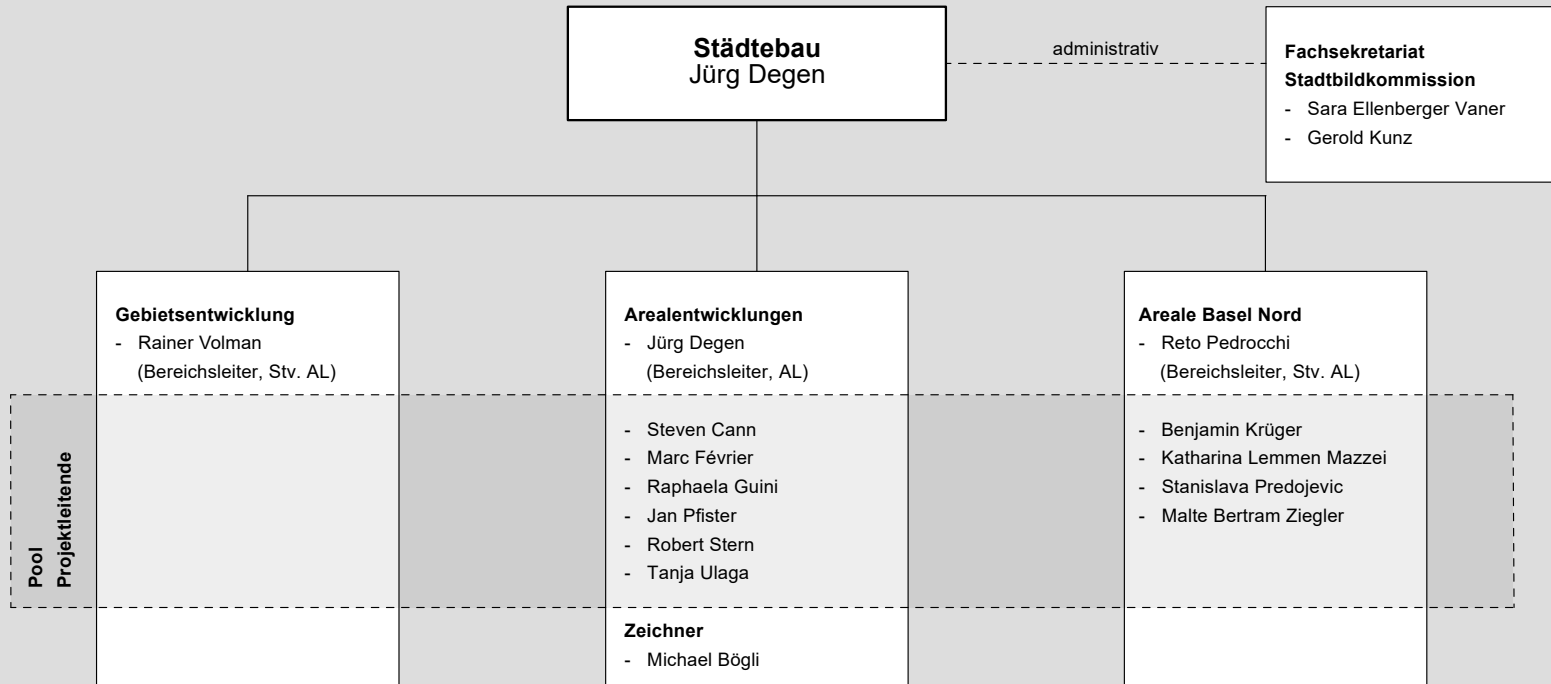 Städtebau
Jürg Degen
administrativ
Fachsekretariat
Stadtbildkommission
- Sara Ellenberger Vaner
- Gerold Kunz
Gebietsentwicklung
- Rainer Volman
(Bereichsleiter, Stv. AL)
Arealentwicklungen
- Jürg Degen
(Bereichsleiter, AL)
Areale Basel Nord
- Reto Pedrocchi
(Bereichsleiter, Stv. AL)
Pool
Projektleitende
- Steven Cann
- Marc Février
- Raphaela Guini
- Jan Pfister
- Robert Stern
- Tanja Ulaga
- Benjamin Krüger
- Katharina Lemmen Mazzei
- Stanislava Predojevic
- Malte Bertram Ziegler
Zeichner
- Michael Bögli